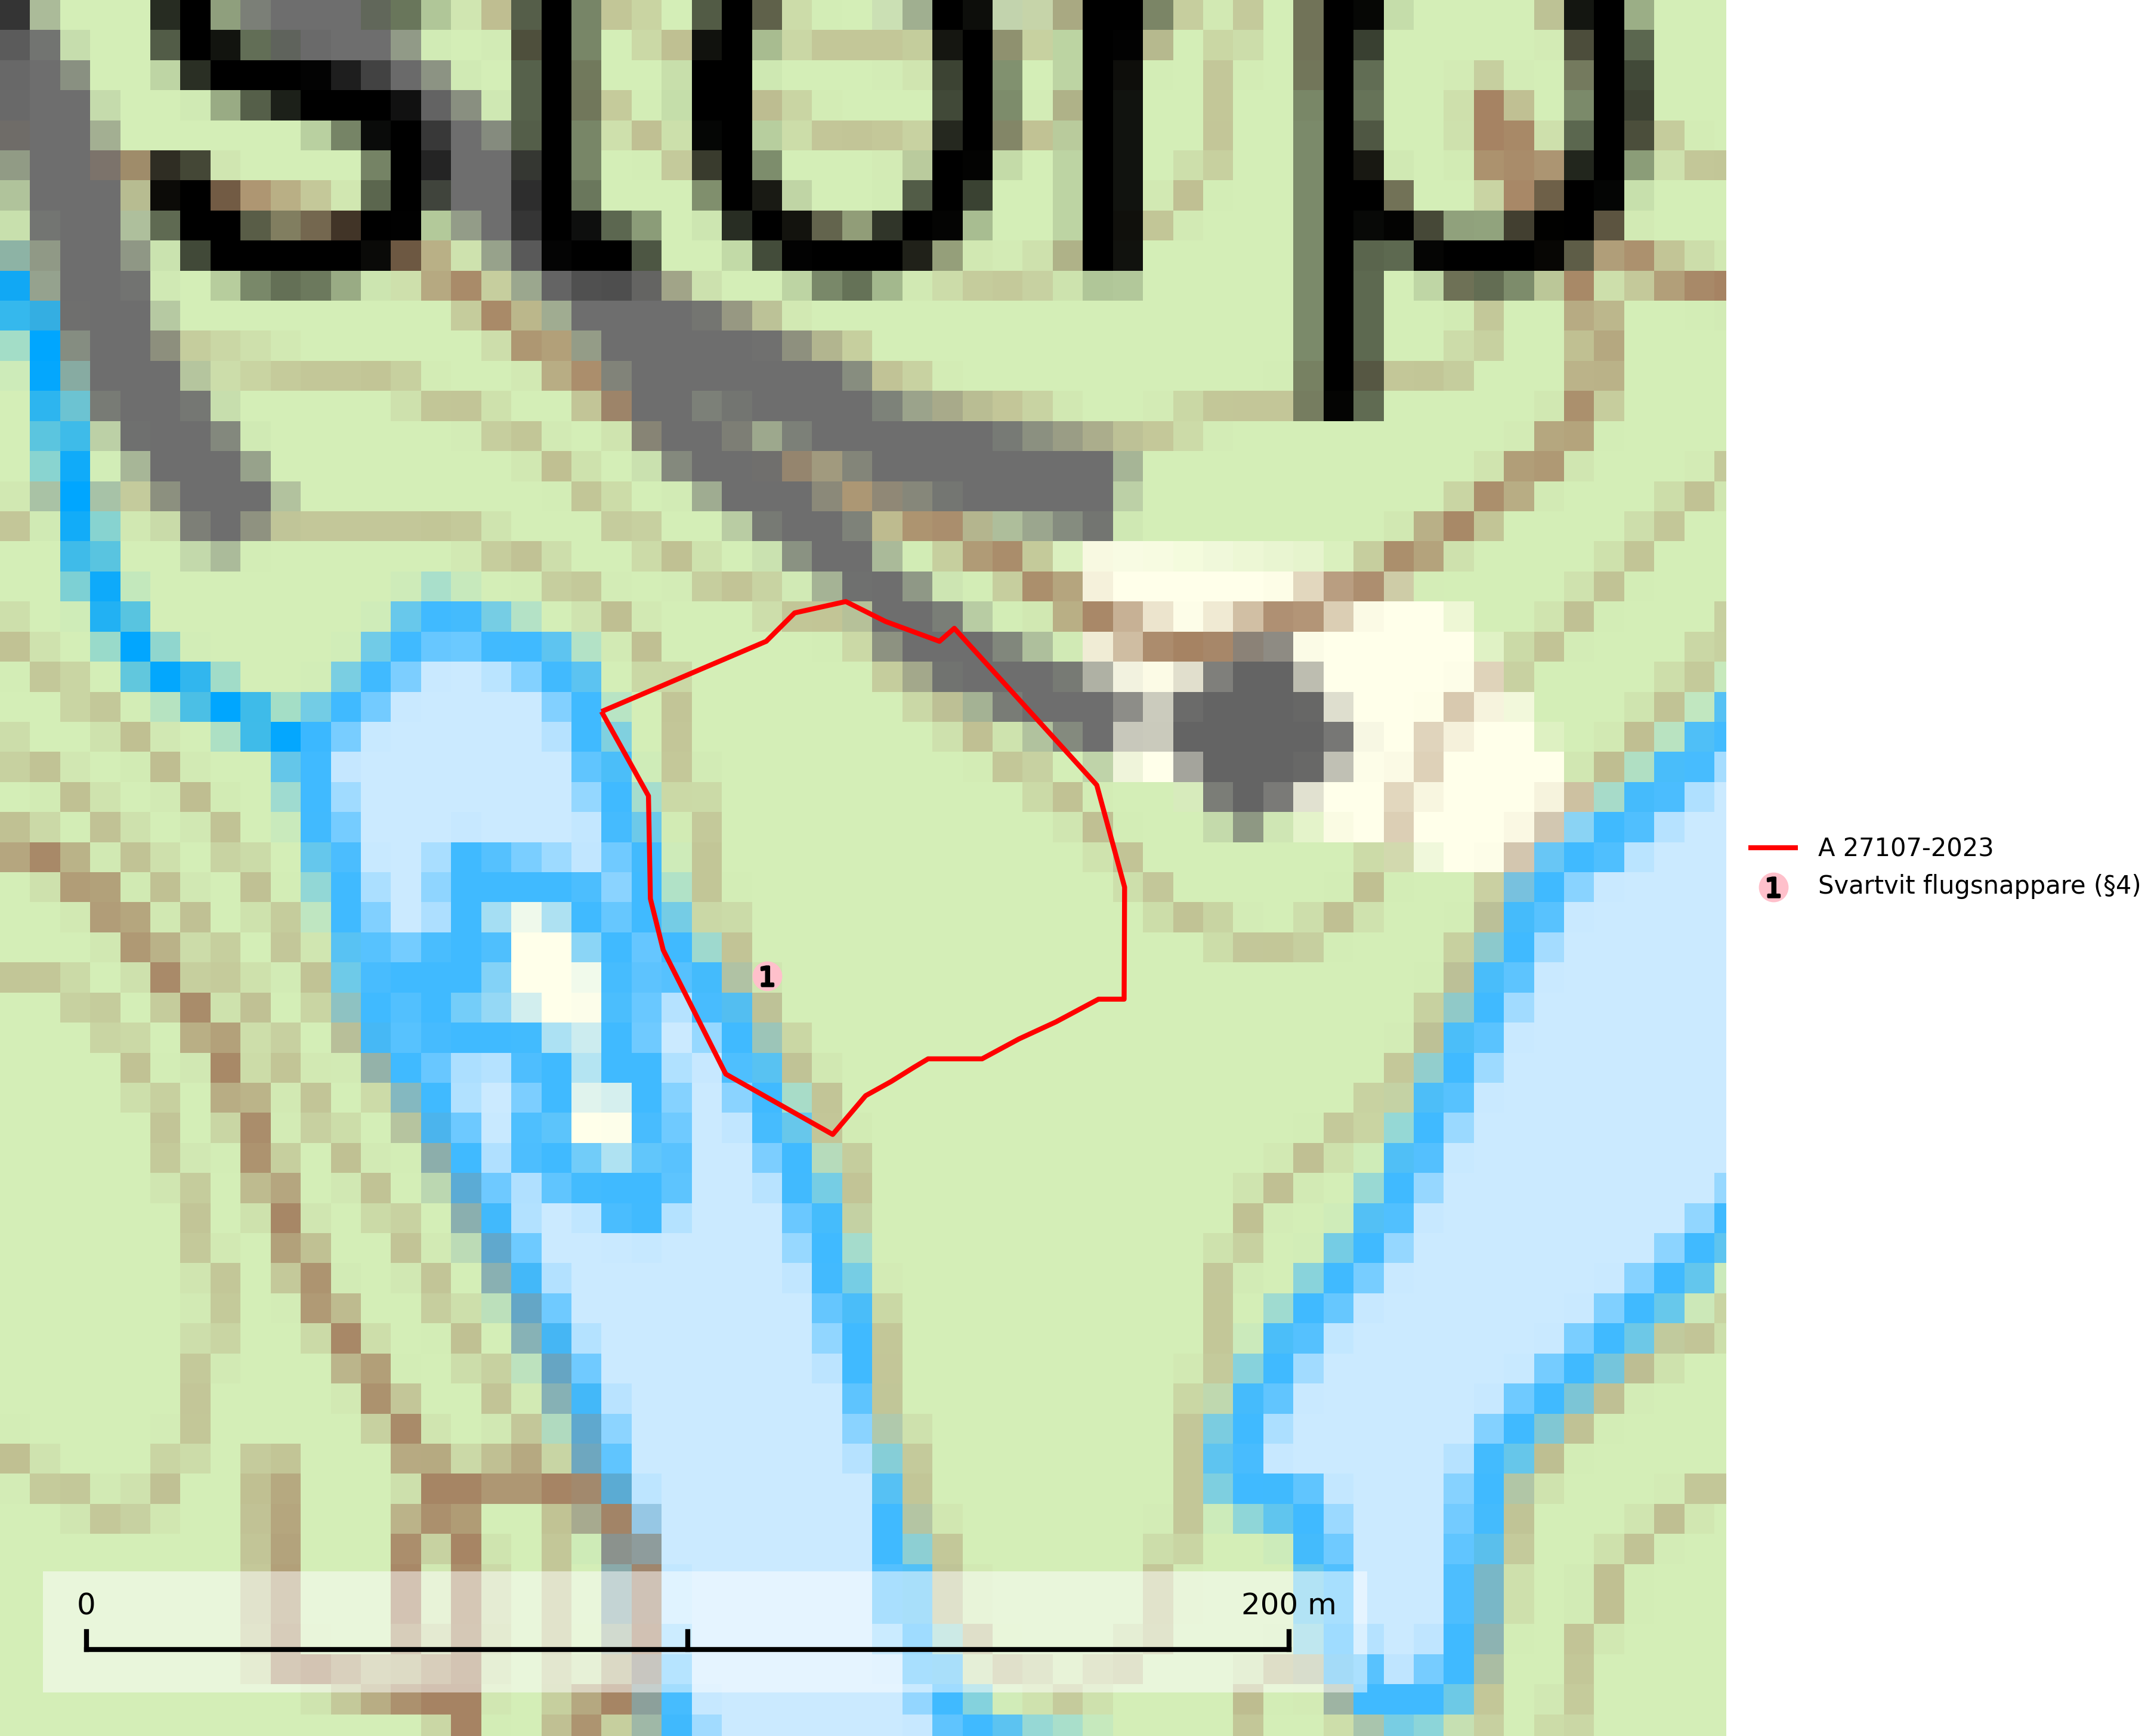 A 27107-2023
1 Svartvit flugsnappare (§4)
1
0 200 m